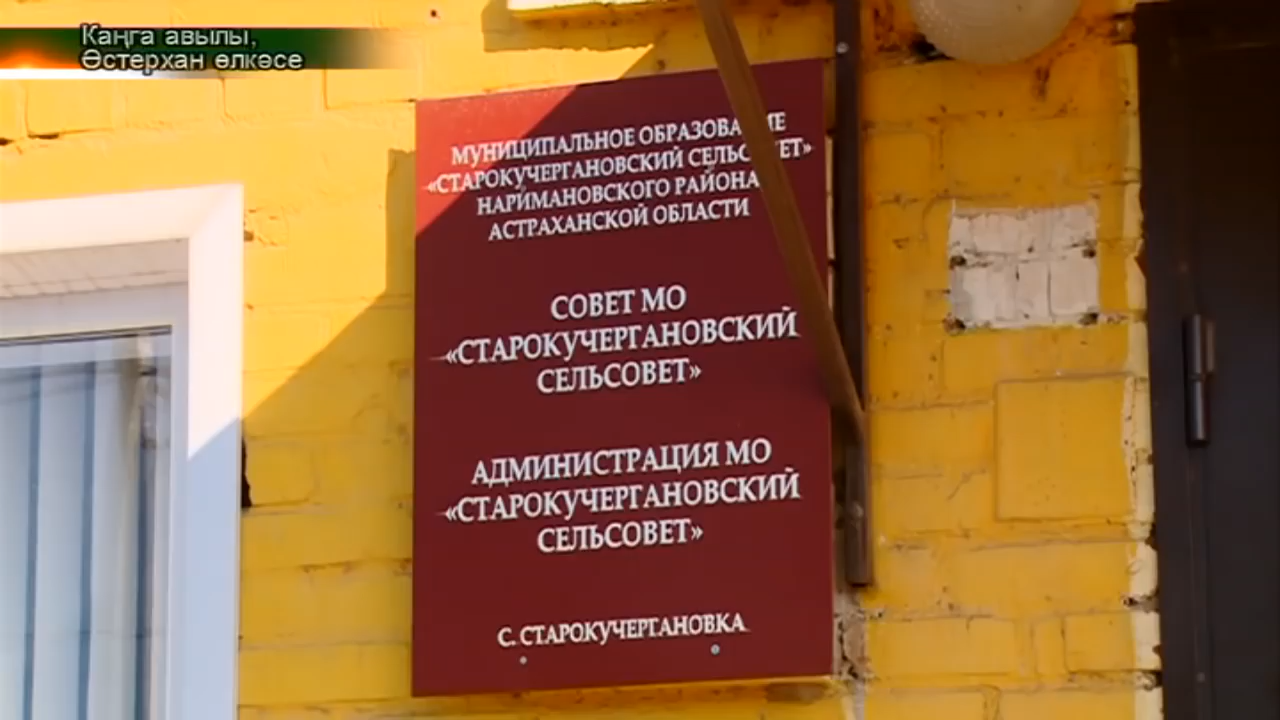 Каңга авылы,
Өстерхан өлкәсе
МУНИЦИПАЛЬНОЕ ОБРАЗОВАНИЕ
«СТАРОКУЧЕРГАНОВСКИЙ СЕЛЬСОВЕТ»
НАРИМАНОВСКОГО РАЙОНА
АСТРАХАНСКОЙ ОБЛАСТИ
СОВЕТ МО
«СТАРОКУЧЕРГАНОВСКИЙ
СЕЛЬСОВЕТ»
АДМИНИСТРАЦИЯ МО
«СТАРОКУЧЕРГАНОВСКИЙ
СЕЛЬСОВЕТ»
С. СТАРОКУЧЕРГАНОВКА